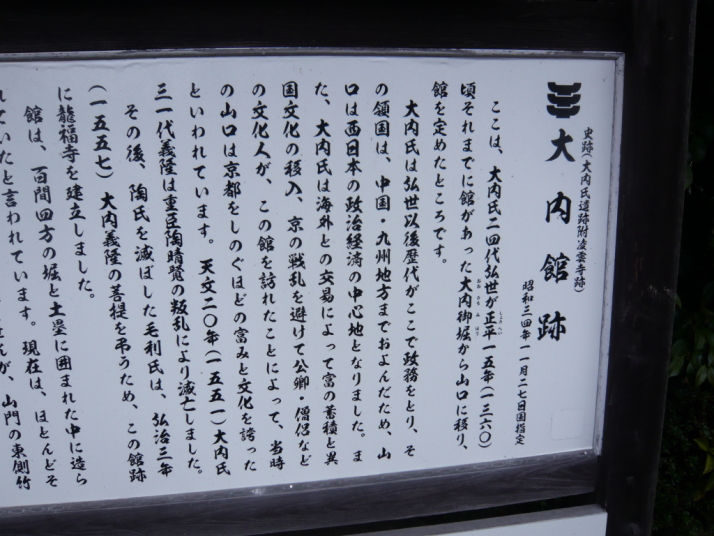 史跡(大内氏遺跡附凌雲寺跡)
大内館跡
昭和三四年一一月二七日国指定
ここは、大内氏二四代弘世が正平一五年(一三六〇)
頃それまでに館があった大内御堀から山口に移り、
館を定めたところです。
大内氏は弘世以後歴代がここで政務をとり、そ
の領国は、中国・九州地方までおよんだため、山
口は西日本の政治経済の中心地となりました。ま
た、大内氏は海外との交易によって富の蓄積と異
国文化の移入、京の戦乱を避けて公卿・僧侶など
の文化人が、この館を訪れたことによって、当時
の山口は京都をしのぐほどの富みと文化を誇った
といわれています。天文二〇年(一五五一)大内氏
三一代義隆は重臣陶晴賢の叛乱により滅亡しました。
その後、陶氏を滅ぼした毛利氏は、弘治三年
(一五五七)大内義隆の菩提を弔うため、この館跡
に龍福寺を建立しました。
館は、百間四方の堀と土塁に囲まれた中に造ら
れていたと言われています。現在は、ほとんどそ
せんが、山門の東側竹